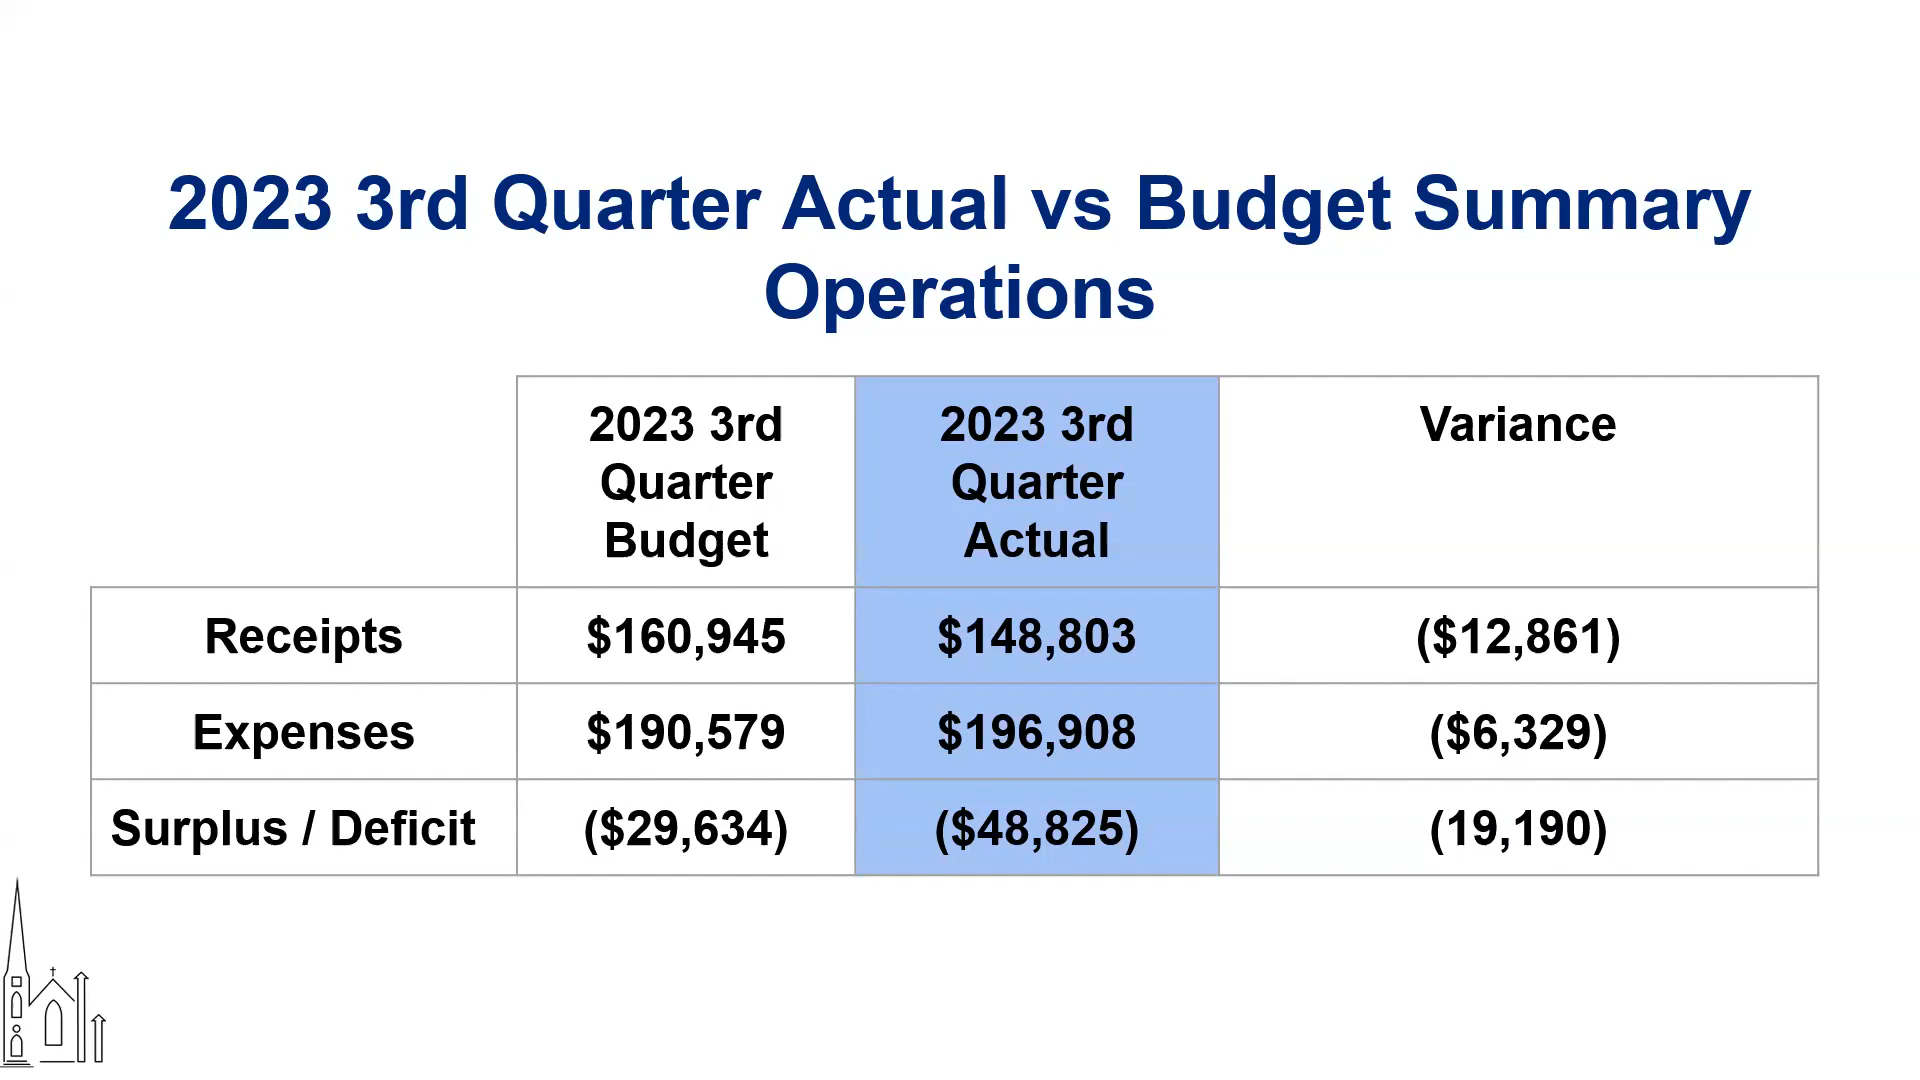 2023 3rd Quarter Actual vs Budget Summary
Operations
2023 3rd
Quarter
Budget
2023 3rd
Quarter
Actual
Variance
Receipts $160,945 $148,803 ($12,861)
Expenses $190,579 $196,908 ($6,329)
Surplus / Deficit ($29,634) ($48,825) (19,190)